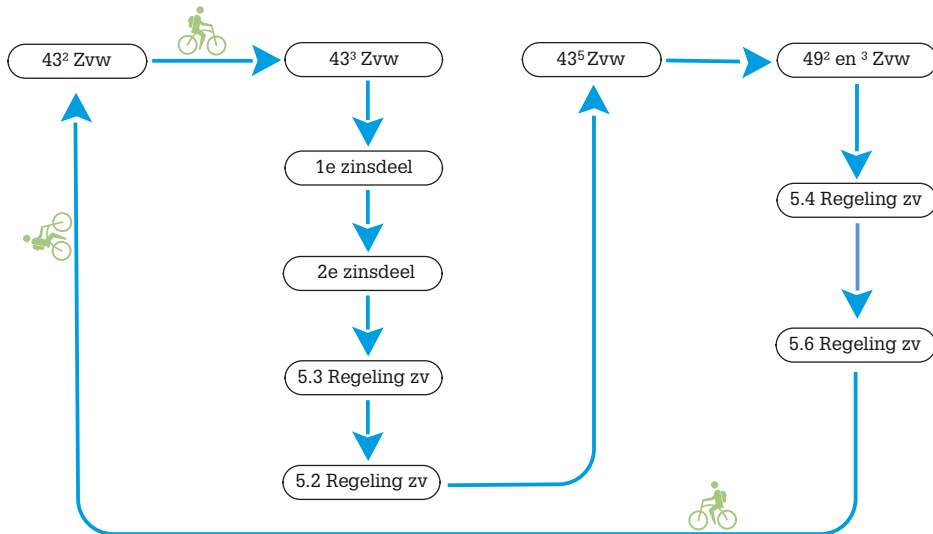 43² Zvw
43³ Zvw
1e zinsdeel
2e zinsdeel
5.3 Regeling zv
5.2 Regeling zv
43⁵ Zvw
49² en ³ Zvw
5.4 Regeling zv
5.6 Regeling zv